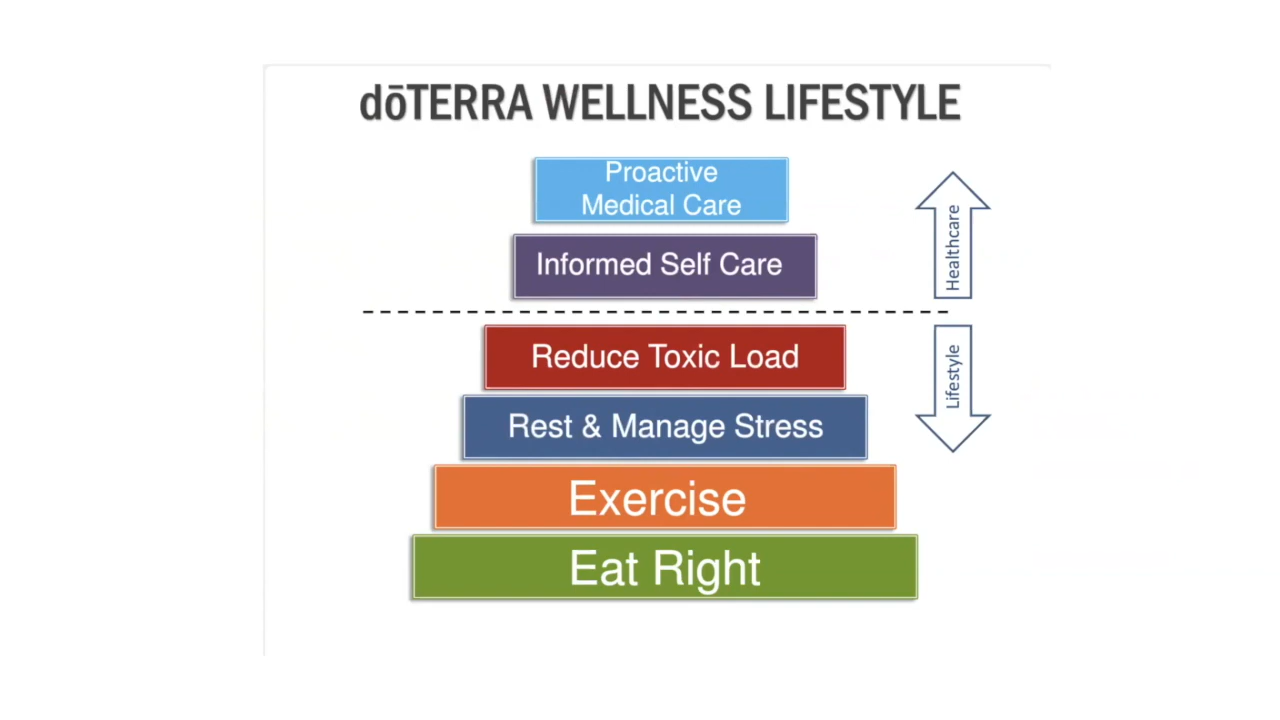 dōTERRA WELLNESS LIFESTYLE
Proactive
Medical Care
Informed Self Care
Healthcare
Reduce Toxic Load
Lifestyle
Rest & Manage Stress
Exercise
Eat Right